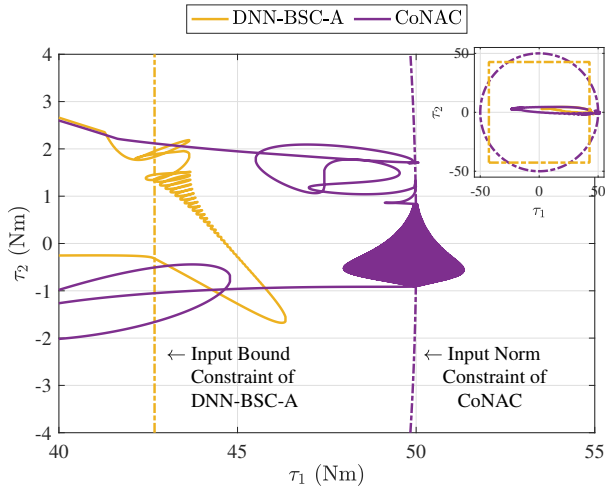 DNN-BSC-A CoNAC
4
3
2
1
0
-1
-2
-3
-4
τ₂ (Nm)
40 45 50 55
τ₁ (Nm)
← Input Bound
Constraint of
DNN-BSC-A
← Input Norm
Constraint of
CoNAC
50
0
-50
τ₂
-50 0 50
τ₁